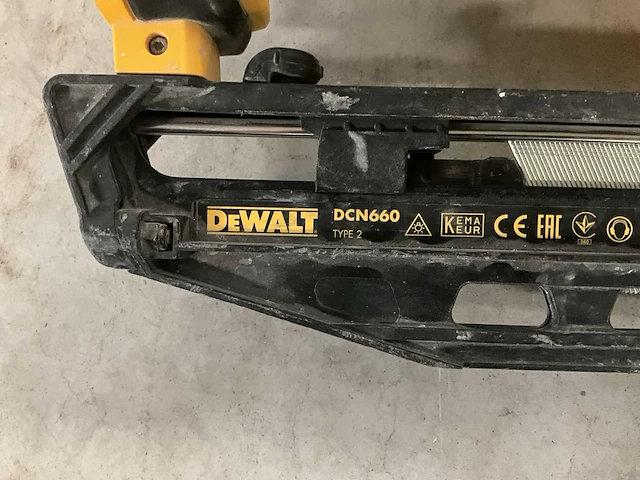 DEWALT
DCN660
TYPE 2
KEMA
KEUR
CE
EAC